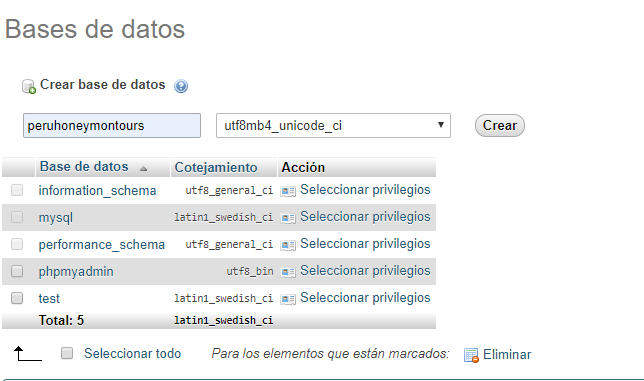 Bases de datos
Crear base de datos
peruhoneymontours utf8mb4_unicode_ci Crear
Base de datos Cotejamiento Acción
information_schema utf8_general_ci Seleccionar privilegios
mysql latin1_swedish_ci Seleccionar privilegios
performance_schema utf8_general_ci Seleccionar privilegios
phpmyadmin utf8_bin Seleccionar privilegios
test latin1_swedish_ci Seleccionar privilegios
Total: 5 latin1_swedish_ci
Seleccionar todo Para los elementos que están marcados: Eliminar